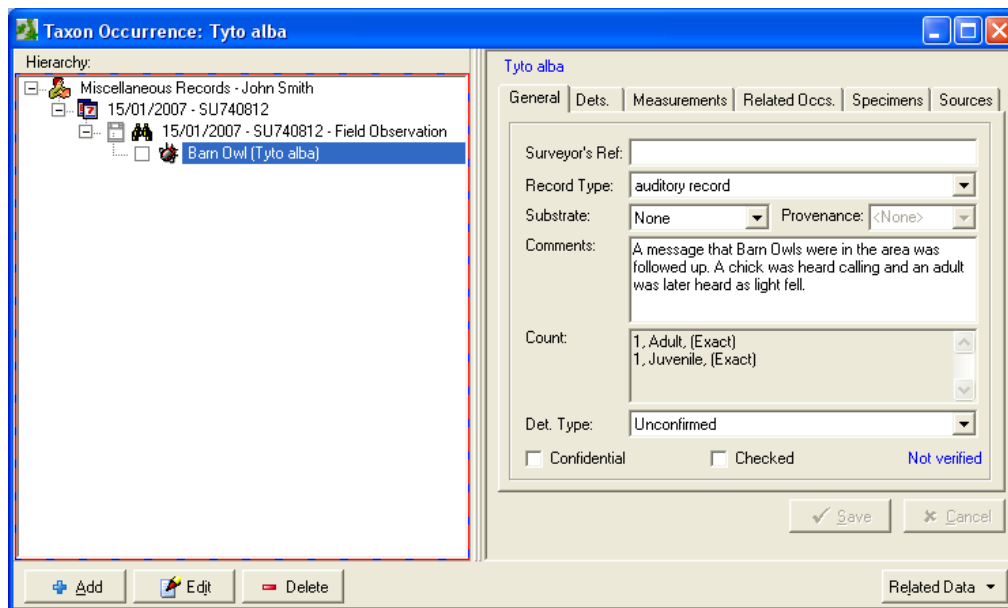 Taxon Occurrence: Tyto alba
Hierarchy:
Miscellaneous Records - John Smith
7
15/01/2007 - SU740812
15/01/2007 - SU740812 - Field Observation
Barn Owl (Tyto alba)
Add
Edit
Delete
Tyto alba
General
Dets.
Measurements
Related Occs.
Specimens
Sources
Surveyor's Ref:
Record Type:
auditory record
Substrate:
None
Provenance:
<None>
Comments:
A message that Barn Owls were in the area was
followed up. A chick was heard calling and an adult
was later heard as light fell.
Count:
1, Adult, (Exact)
1, Juvenile, (Exact)
Det. Type:
Unconfirmed
Confidential
Checked
Not verified
Save
Cancel
Related Data